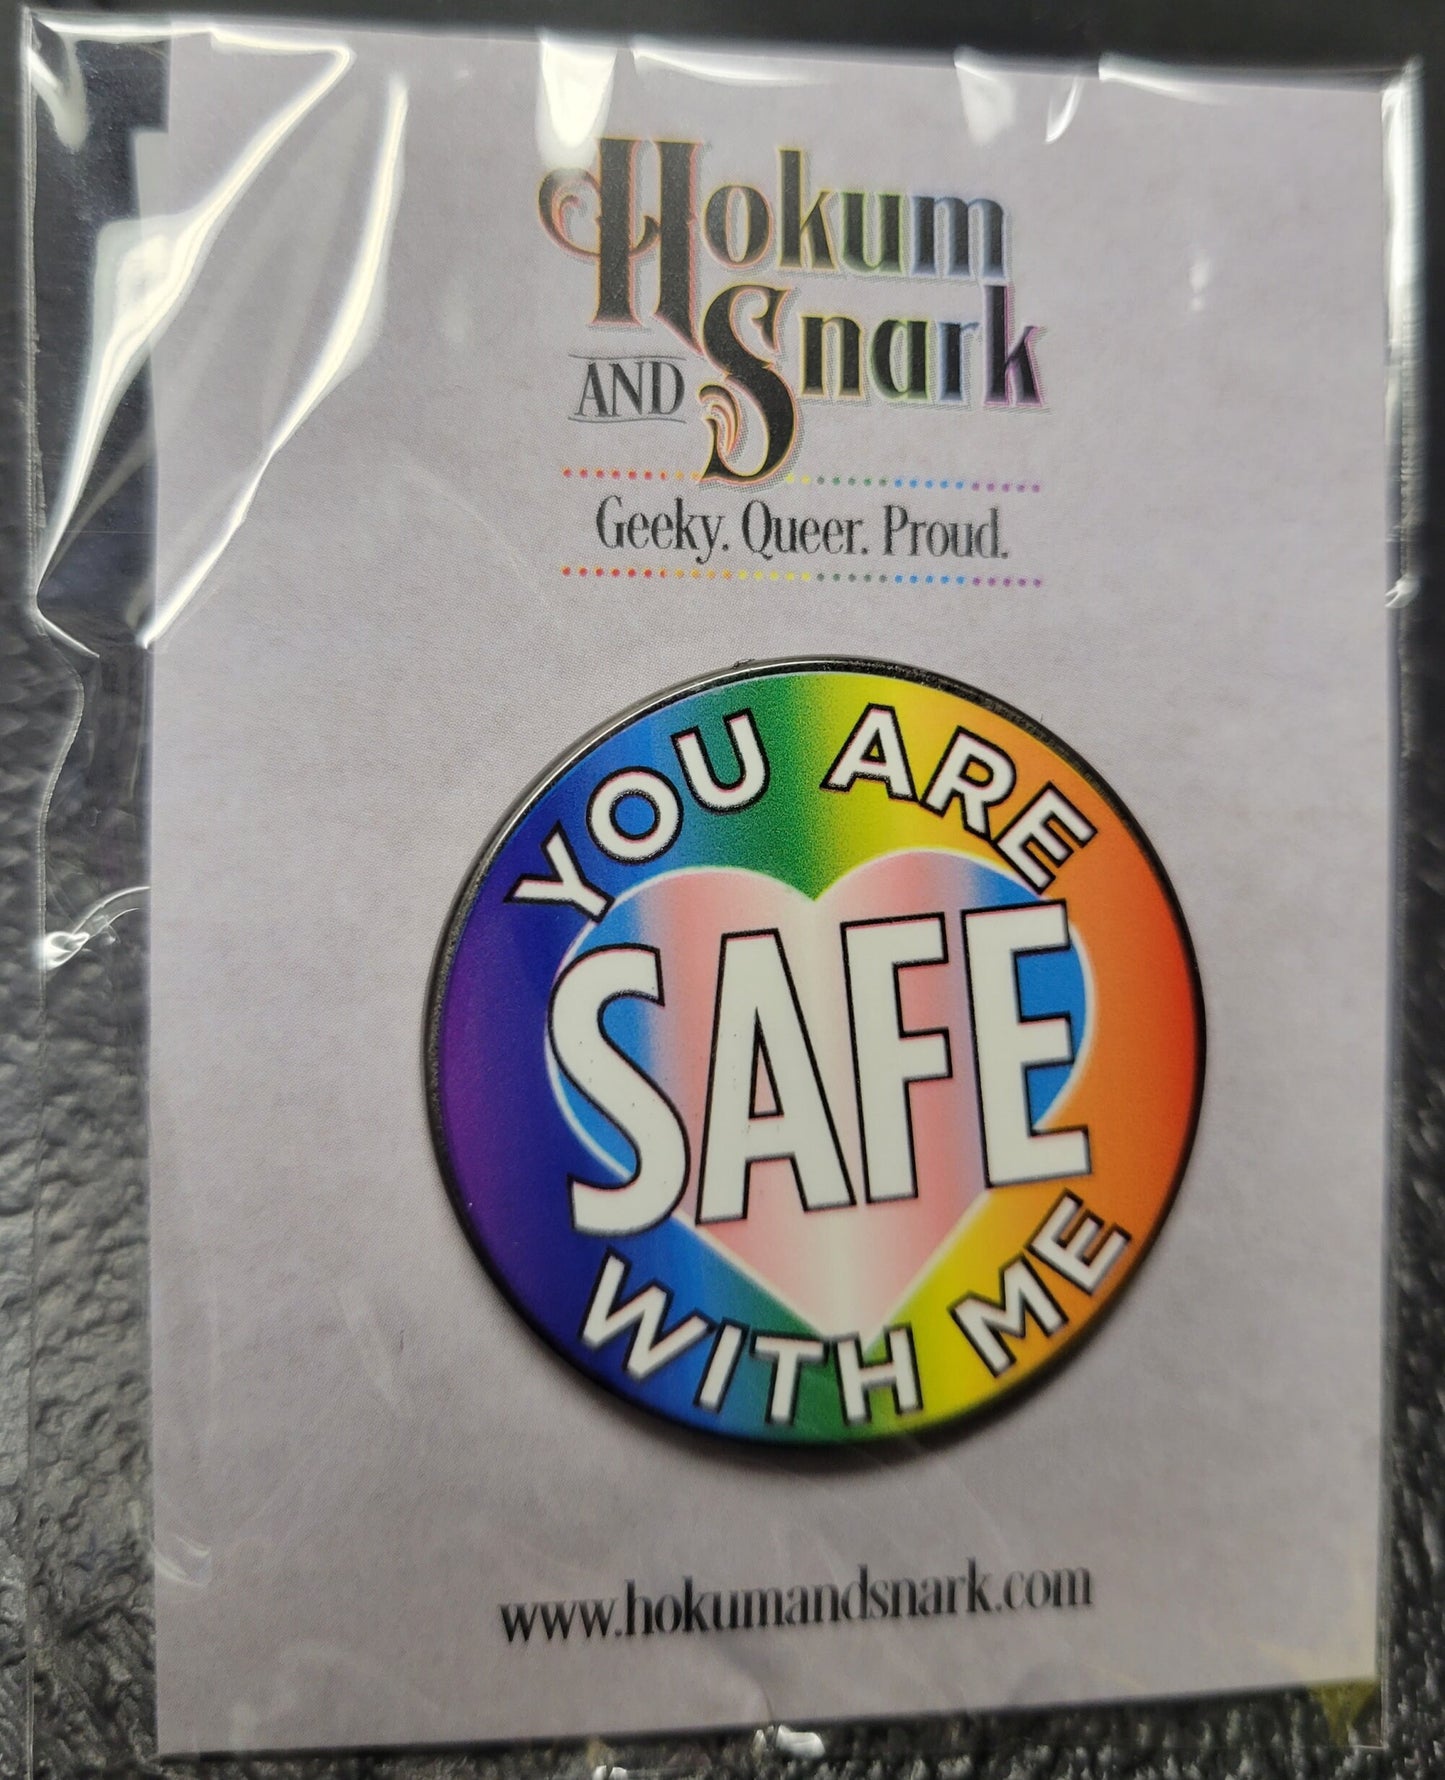 Hokum
AND Snark
Geeky. Queer. Proud.
YOU ARE
SAFE
WITH ME
www.hokumandsnark.com